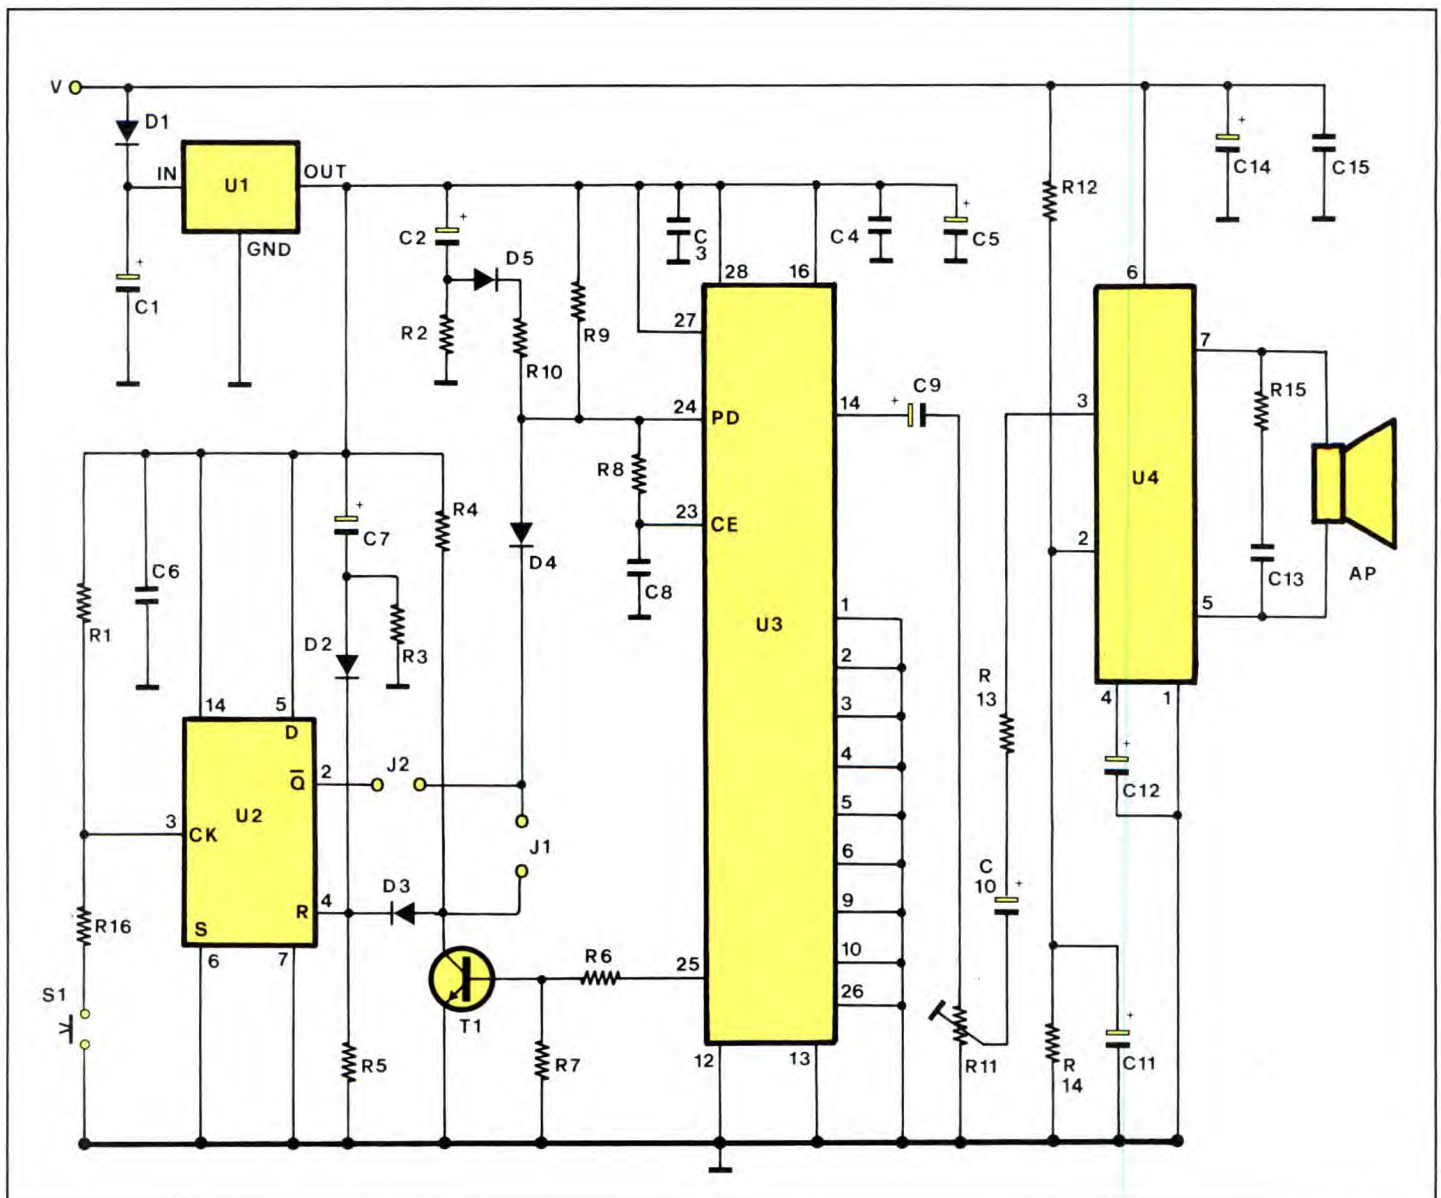 V
D1
IN
U1
OUT
GND
C1
+
C2
+
D5
R2
R10
R9
C
3
28
16
C4
C5
+
R12
C14
+
C15
27
24
PD
R8
23
CE
C8
14
C9
+
6
7
3
R15
U4
2
C13
AP
5
4
1
R4
C7
+
D4
C6
R1
D2
R3
U3
1
2
3
4
5
6
9
10
26
R
13
C12
+
14
5
D
Q
2
J2
U2
3
CK
J1
D3
R
4
S
6
7
R16
S1
T1
R6
25
R7
R5
12
13
C
10
+
R11
R
14
C11
+